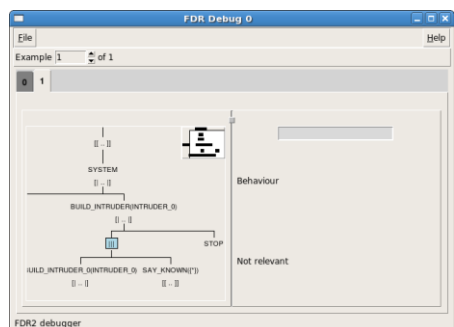 FDR Debug 0
File Help
Example 1 of 1
0 1
[[ .. ]]
SYSTEM
[| .. |]
BUILD_INTRUDER(INTRUDER_0)
[| .. |]
||| STOP
UILD_INTRUDER_0(INTRUDER_0) SAY_KNOWN({*})
[| .. |] [[ .. ]]
Behaviour
Not relevant
FDR2 debugger